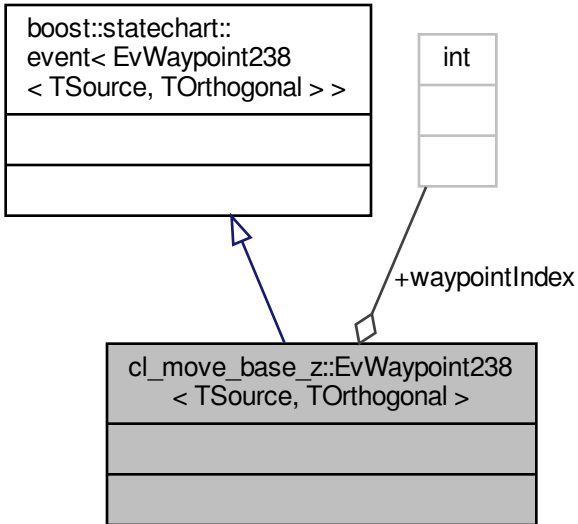 boost::statechart::
event< EvWaypoint238
< TSource, TOrthogonal > >
int
+waypointIndex
cl_move_base_z::EvWaypoint238
< TSource, TOrthogonal >